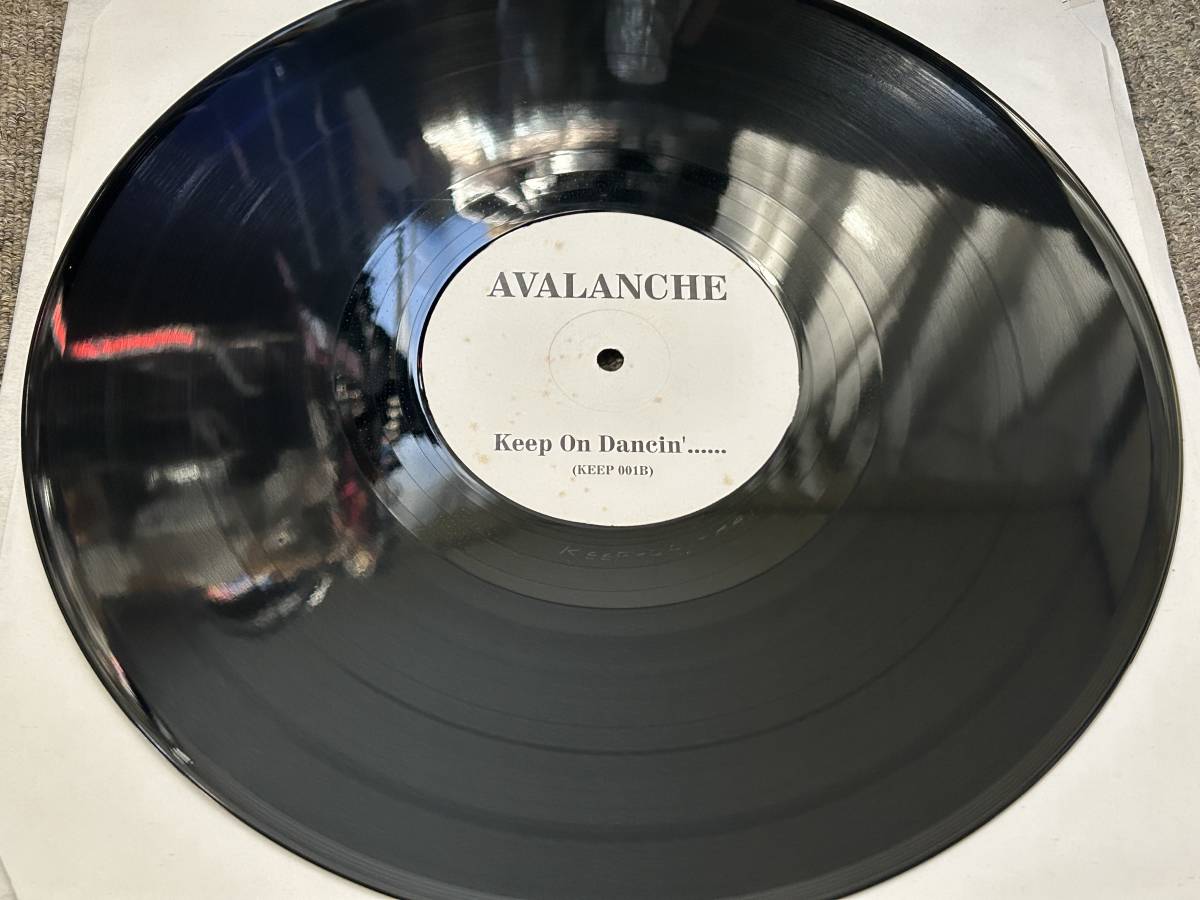 AVALANCHE
Keep On Dancin'......
(KEEP 001B)